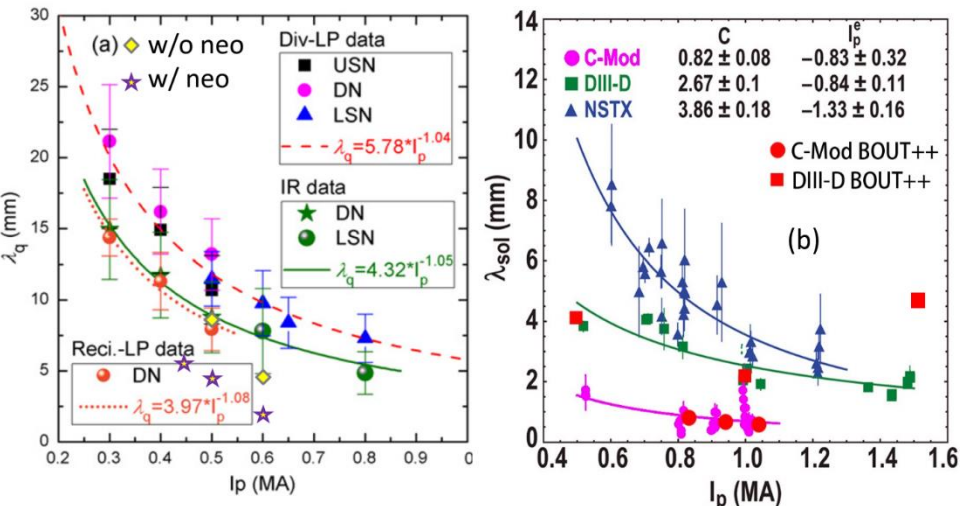 (a) w/o neo
w/ neo
Div-LP data
USN
DN
LSN
λq=5.78*Ip^-1.04
IR data
DN
LSN
λq=4.32*Ip^-1.05
Reci.-LP data
DN
λq=3.97*Ip^-1.08
λq (mm)
30
25
20
15
10
5
0
0.2 0.3 0.4 0.5 0.6 0.7 0.8 0.9 0
Ip (MA)
C Ip^e
C-Mod 0.82 ± 0.08 −0.83 ± 0.32
DIII-D 2.67 ± 0.1 −0.84 ± 0.11
NSTX 3.86 ± 0.18 −1.33 ± 0.16
C-Mod BOUT++
DIII-D BOUT++
(b)
λsol (mm)
14
12
10
8
6
4
2
0
0.4 0.6 0.8 1.0 1.2 1.4 1.6
Ip (MA)